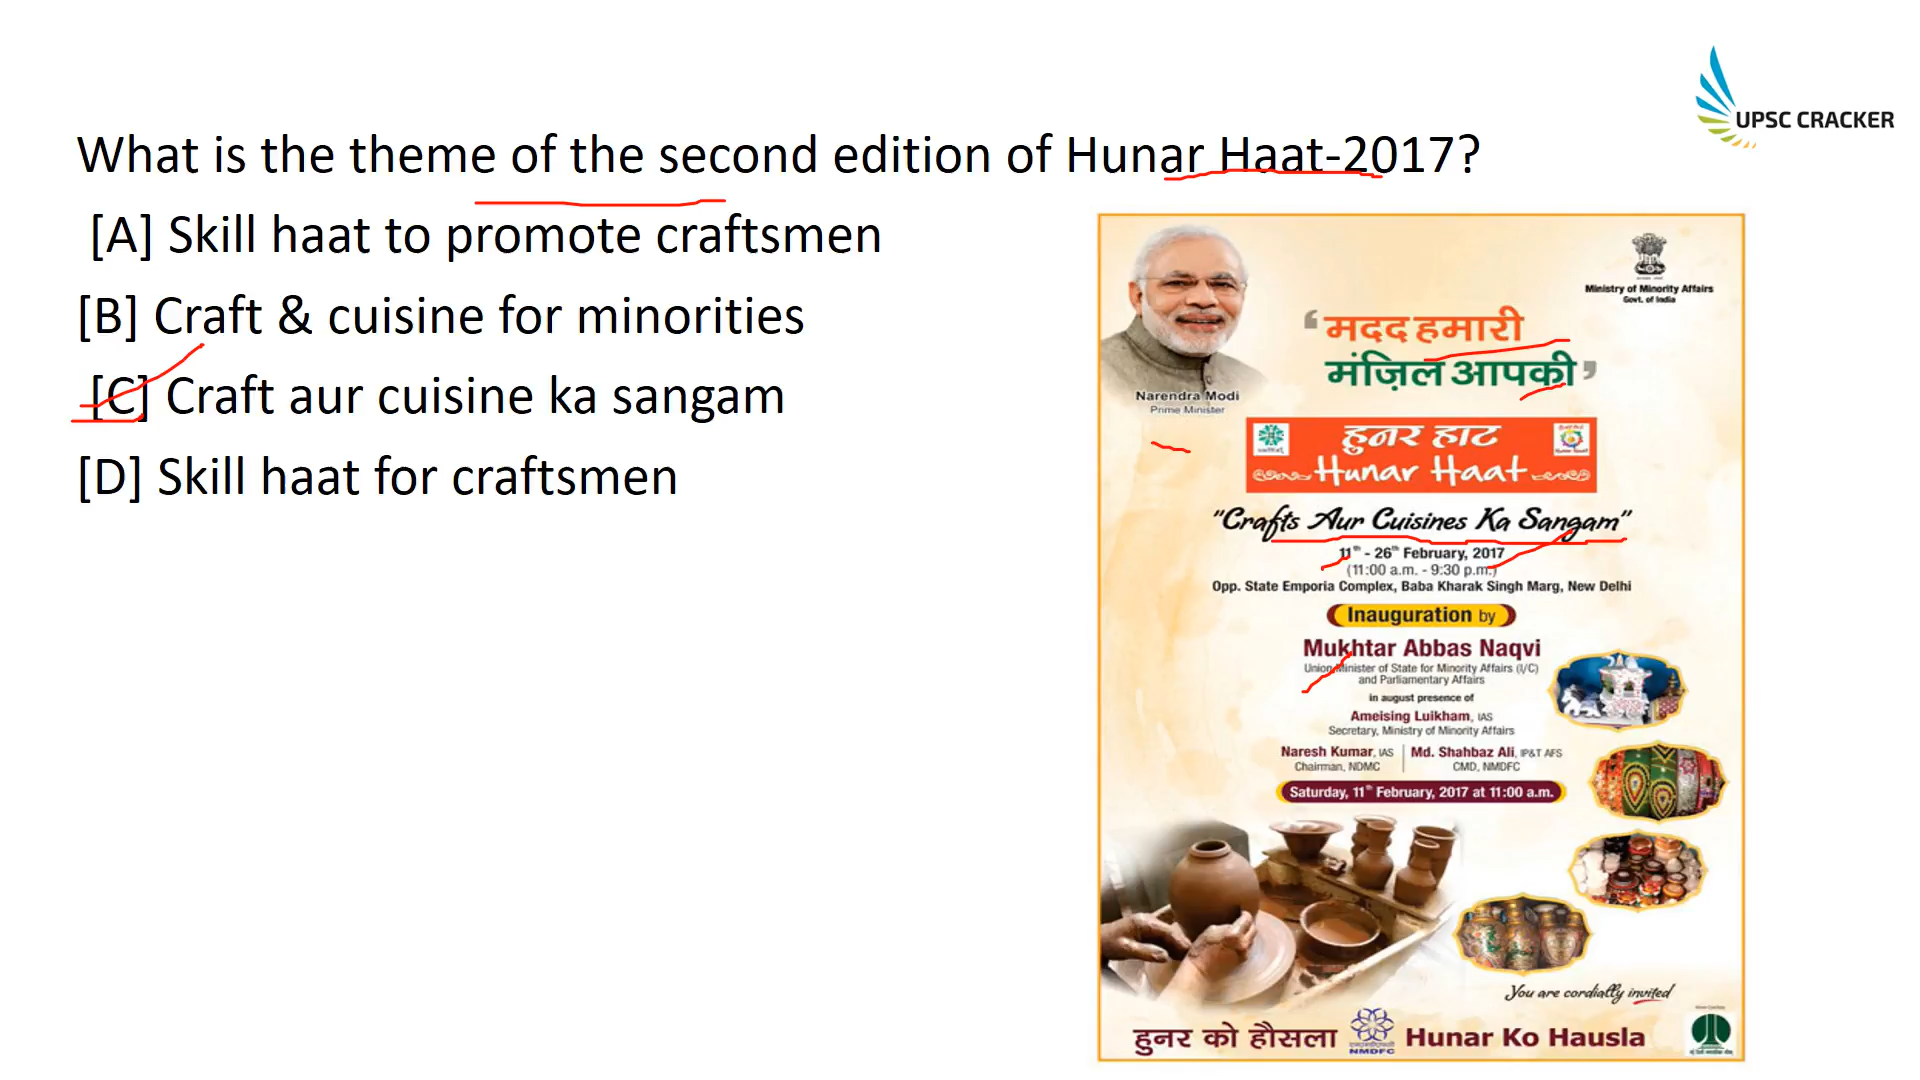 UPSC CRACKER
What is the theme of the second edition of Hunar Haat-2017?
[A] Skill haat to promote craftsmen
[B] Craft & cuisine for minorities
[C] Craft aur cuisine ka sangam
[D] Skill haat for craftsmen
Ministry of Minority Affairs
Govt. of India
‘मदद हमारी
मंज़िल आपकी’
Narendra Modi
Prime Minister
हुनर हाट
Hunar Haat
"Crafts Aur Cuisines Ka Sangam"
11th - 26th February, 2017
(11:00 a.m. - 9:30 p.m.)
Opp. State Emporia Complex, Baba Kharak Singh Marg, New Delhi
Inauguration by
Mukhtar Abbas Naqvi
Union Minister of State for Minority Affairs (I/C)
and Parliamentary Affairs
in august presence of
Ameising Luikham, IAS
Secretary, Ministry of Minority Affairs
Naresh Kumar, IAS
Chairman, NDMC
Md. Shahbaz Ali, IP&T AFS
CMD, NMDFC
Saturday, 11th February, 2017 at 11:00 a.m.
You are cordially invited
हुनर को हौसला
NMDFC
Hunar Ko Hausla